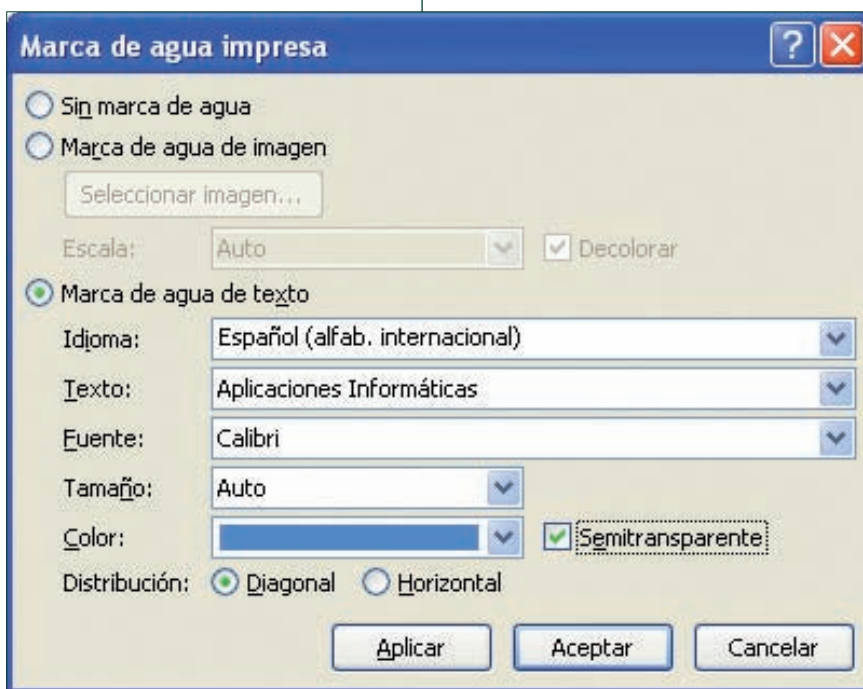 Marca de agua impresa
Sin marca de agua
Marca de agua de imagen
Seleccionar imagen...
Escala: Auto Decolorar
Marca de agua de texto
Idioma: Español (alfab. internacional)
Texto: Aplicaciones Informáticas
Fuente: Calibri
Tamaño: Auto
Color: Semitransparente
Distribución: Diagonal Horizontal
Aplicar Aceptar Cancelar